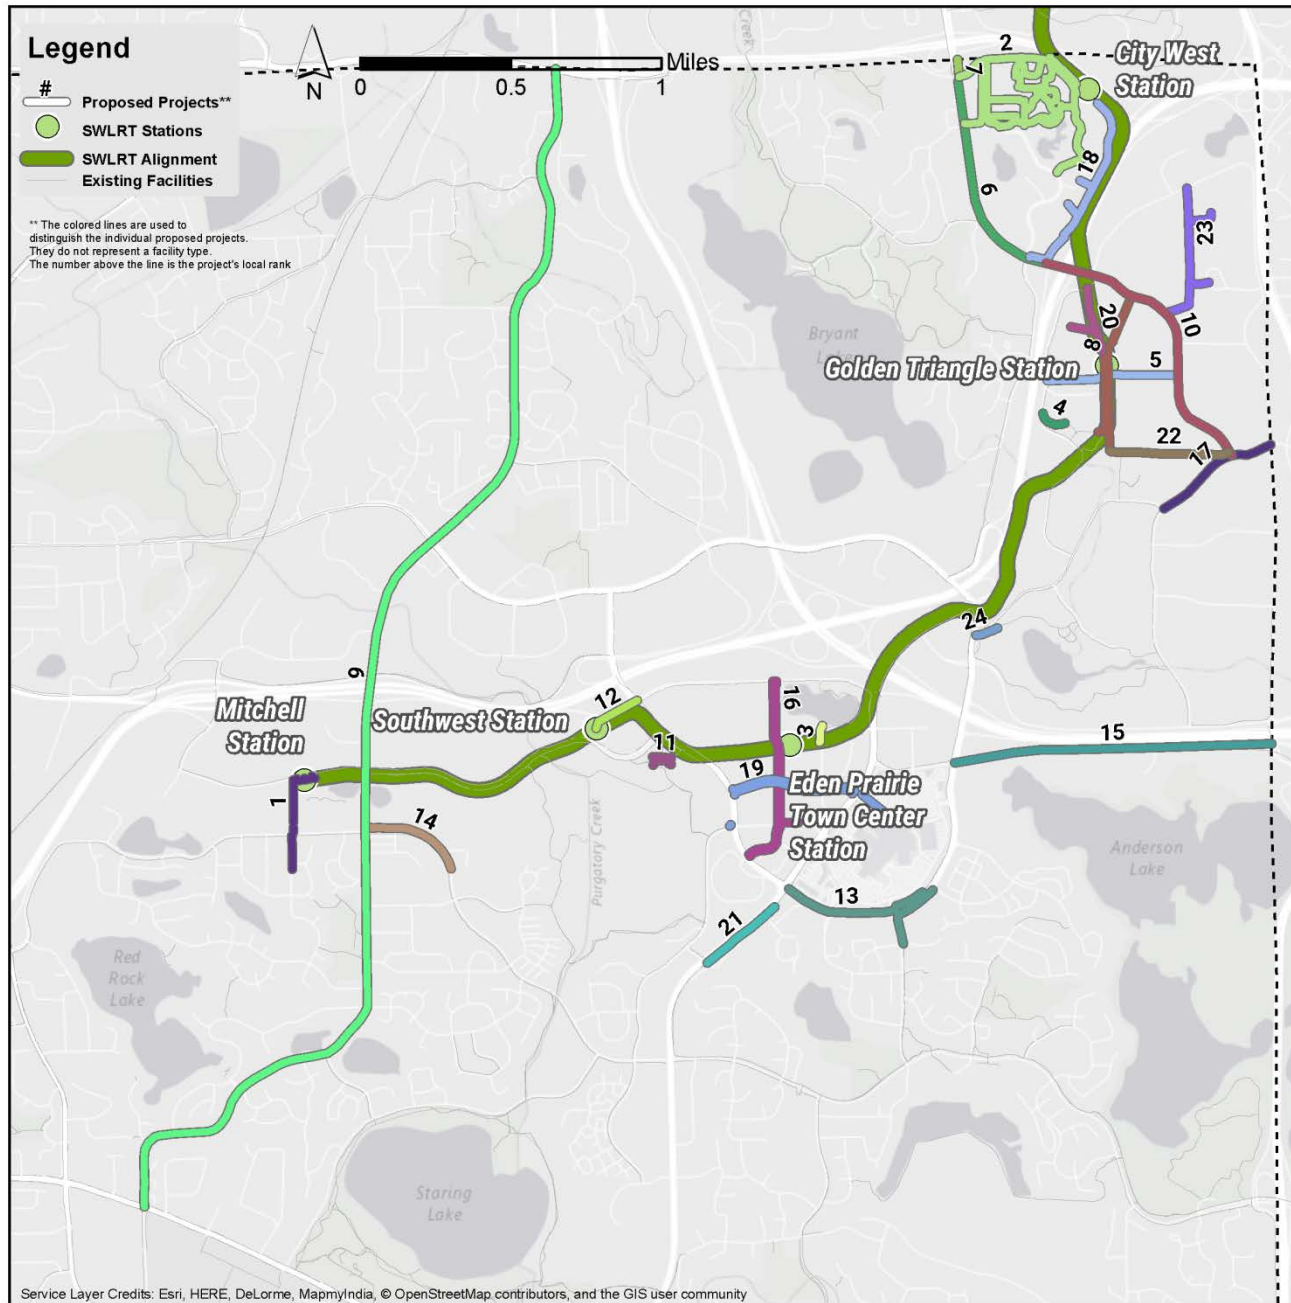 Legend
#
Proposed Projects**
SWLRT Stations
SWLRT Alignment
Existing Facilities
** The colored lines are used to
distinguish the individual proposed projects.
They do not represent a facility type.
The number above the line is the project's local rank
N
0 0.5 1
Miles
Creek
2
7
City West
Station
18
6
23
10
20
8
Bryant
Lake
Golden Triangle Station
5
4
22
17
9
24
Mitchell
Station
Southwest Station
12
16
3
11
15
19
Eden Prairie
Town Center
Station
1
14
Purgatory Creek
Anderson
Lake
13
21
Red
Rock
Lake
Staring
Lake
Service Layer Credits: Esri, HERE, DeLorme, MapmyIndia, © OpenStreetMap contributors, and the GIS user community